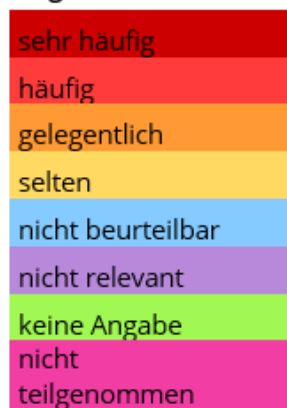 sehr häufig
häufig
gelegentlich
selten
nicht beurteilbar
nicht relevant
keine Angabe
nicht
teilgenommen